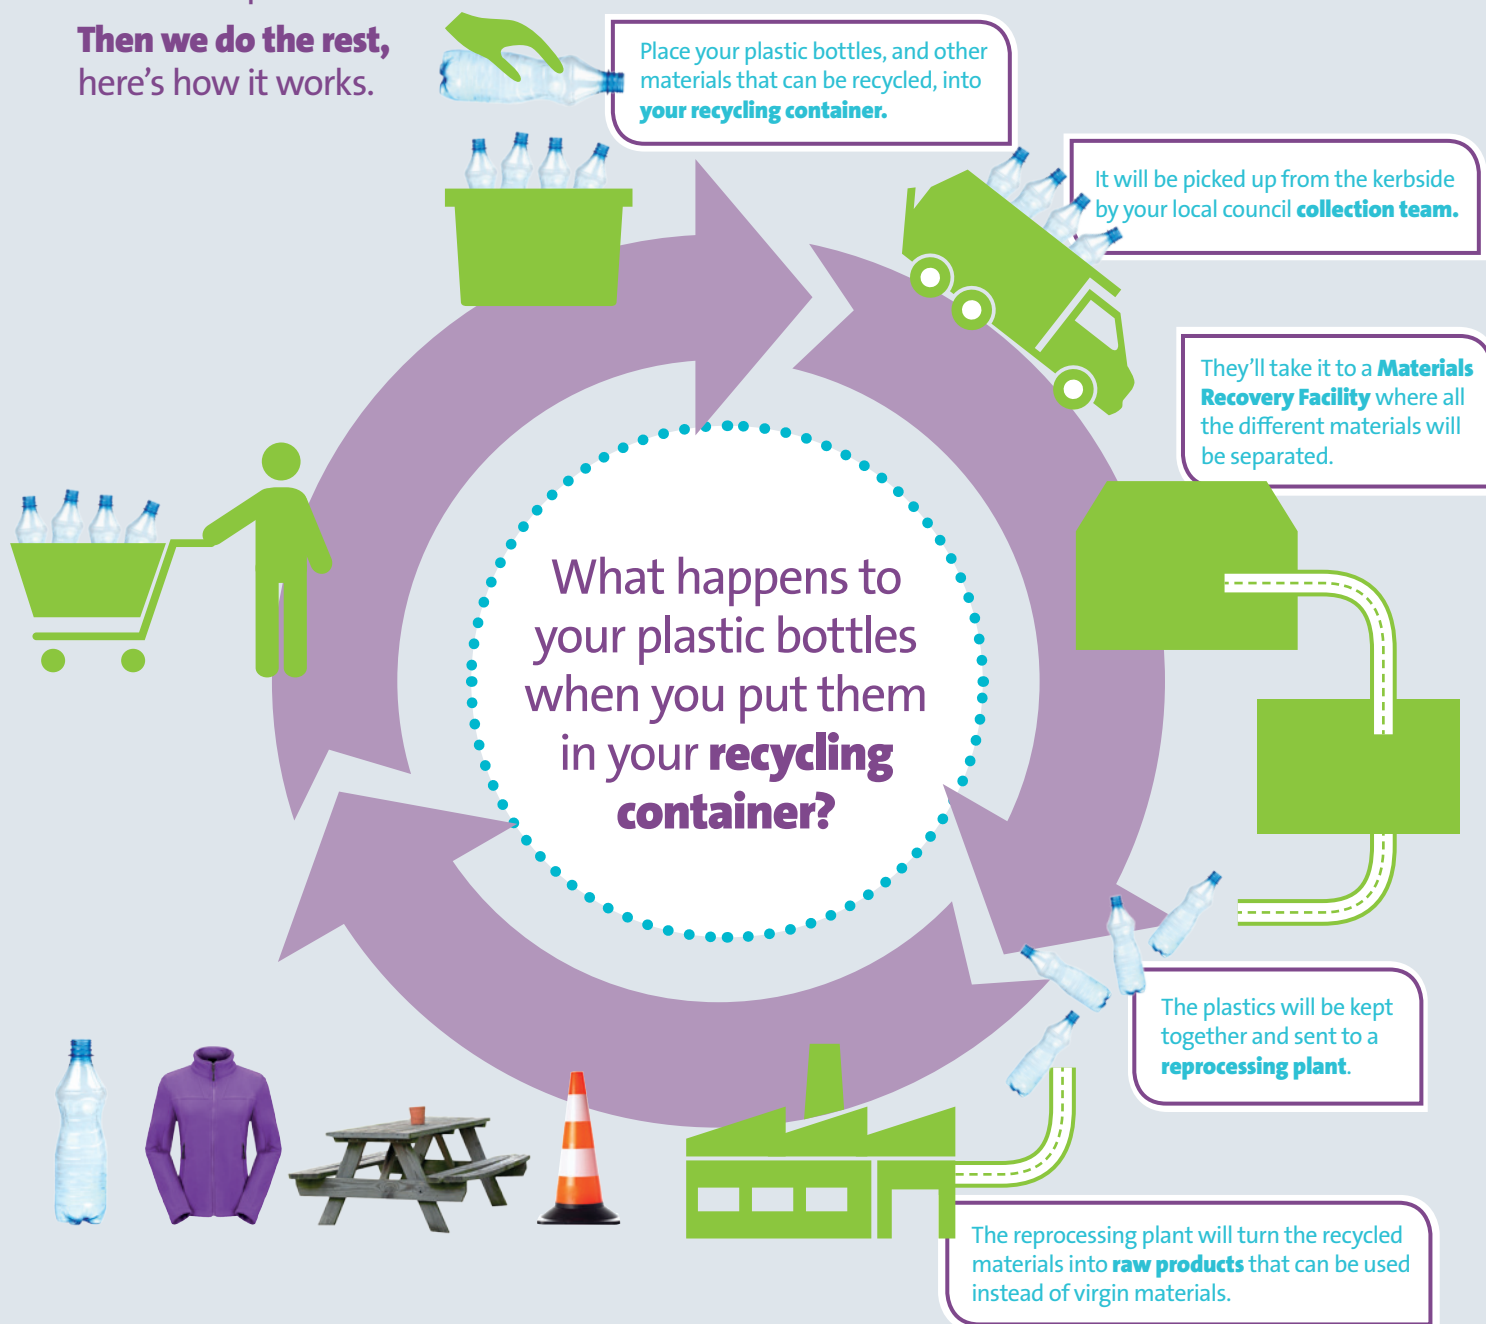 Then we do the rest,
here's how it works.
Place your plastic bottles, and other
materials that can be recycled, into
your recycling container.
It will be picked up from the kerbside
by your local council collection team.
They'll take it to a Materials
Recovery Facility where all
the different materials will
be separated.
What happens to
your plastic bottles
when you put them
in your recycling
container?
The plastics will be kept
together and sent to a
reprocessing plant.
The reprocessing plant will turn the recycled
materials into raw products that can be used
instead of virgin materials.